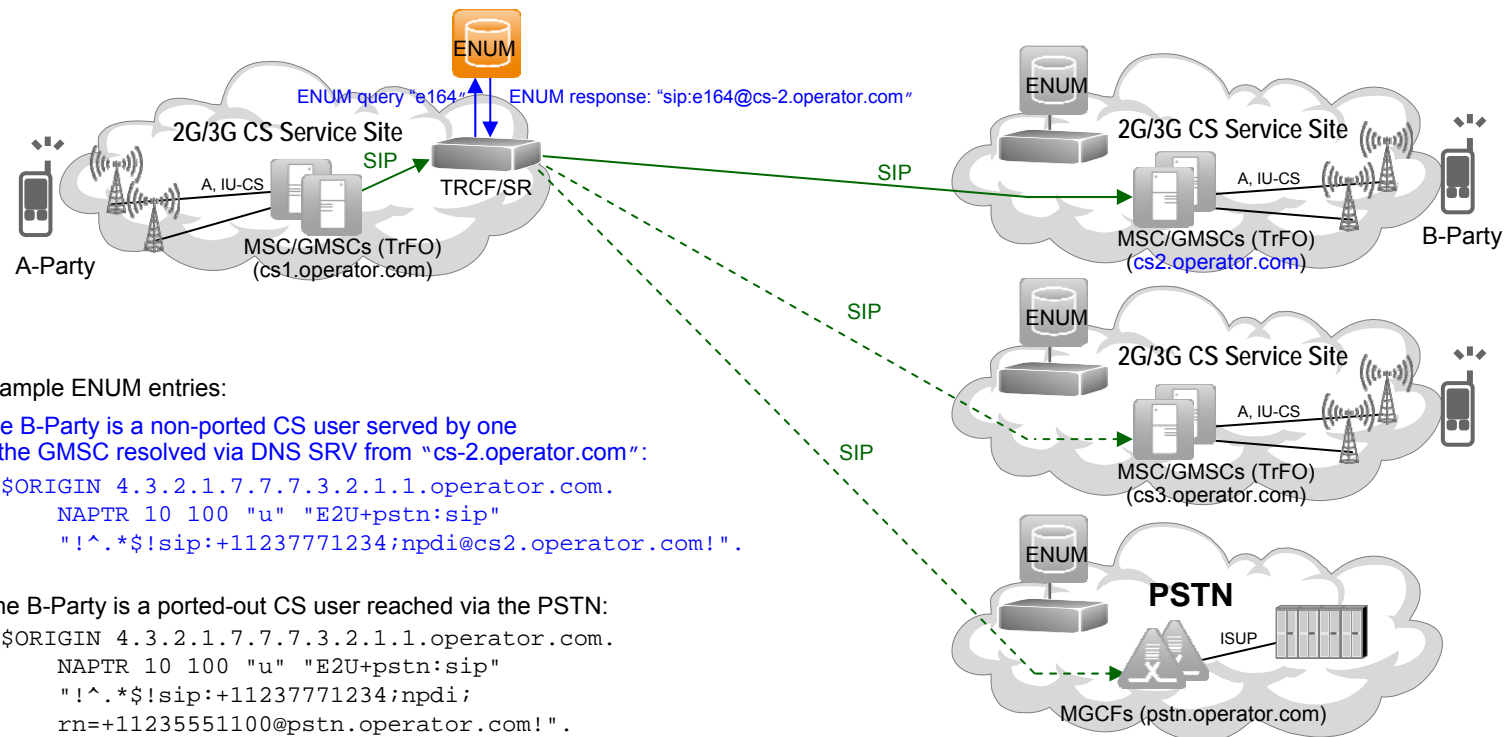 ENUM
ENUM query “e164” ENUM response: “sip:e164@cs-2.operator.com”
2G/3G CS Service Site
SIP
TRCF/SR
A, IU-CS
MSC/GMSCs (TrFO)
(cs1.operator.com)
A-Party
SIP
ENUM
2G/3G CS Service Site
A, IU-CS
MSC/GMSCs (TrFO)
(cs2.operator.com)
B-Party
SIP
ENUM
2G/3G CS Service Site
A, IU-CS
MSC/GMSCs (TrFO)
(cs3.operator.com)
SIP
ENUM
PSTN
ISUP
MGCFs (pstn.operator.com)
ample ENUM entries:
e B-Party is a non-ported CS user served by one
the GMSC resolved via DNS SRV from “cs-2.operator.com”:
$ORIGIN 4.3.2.1.7.7.7.3.2.1.1.operator.com.
NAPTR 10 100 "u" "E2U+pstn:sip"
"!^.*$!sip:+11237771234;npdi@cs2.operator.com!".
he B-Party is a ported-out CS user reached via the PSTN:
$ORIGIN 4.3.2.1.7.7.7.3.2.1.1.operator.com.
NAPTR 10 100 "u" "E2U+pstn:sip"
"!^.*$!sip:+11237771234;npdi;
rn=+11235551100@pstn.operator.com!".